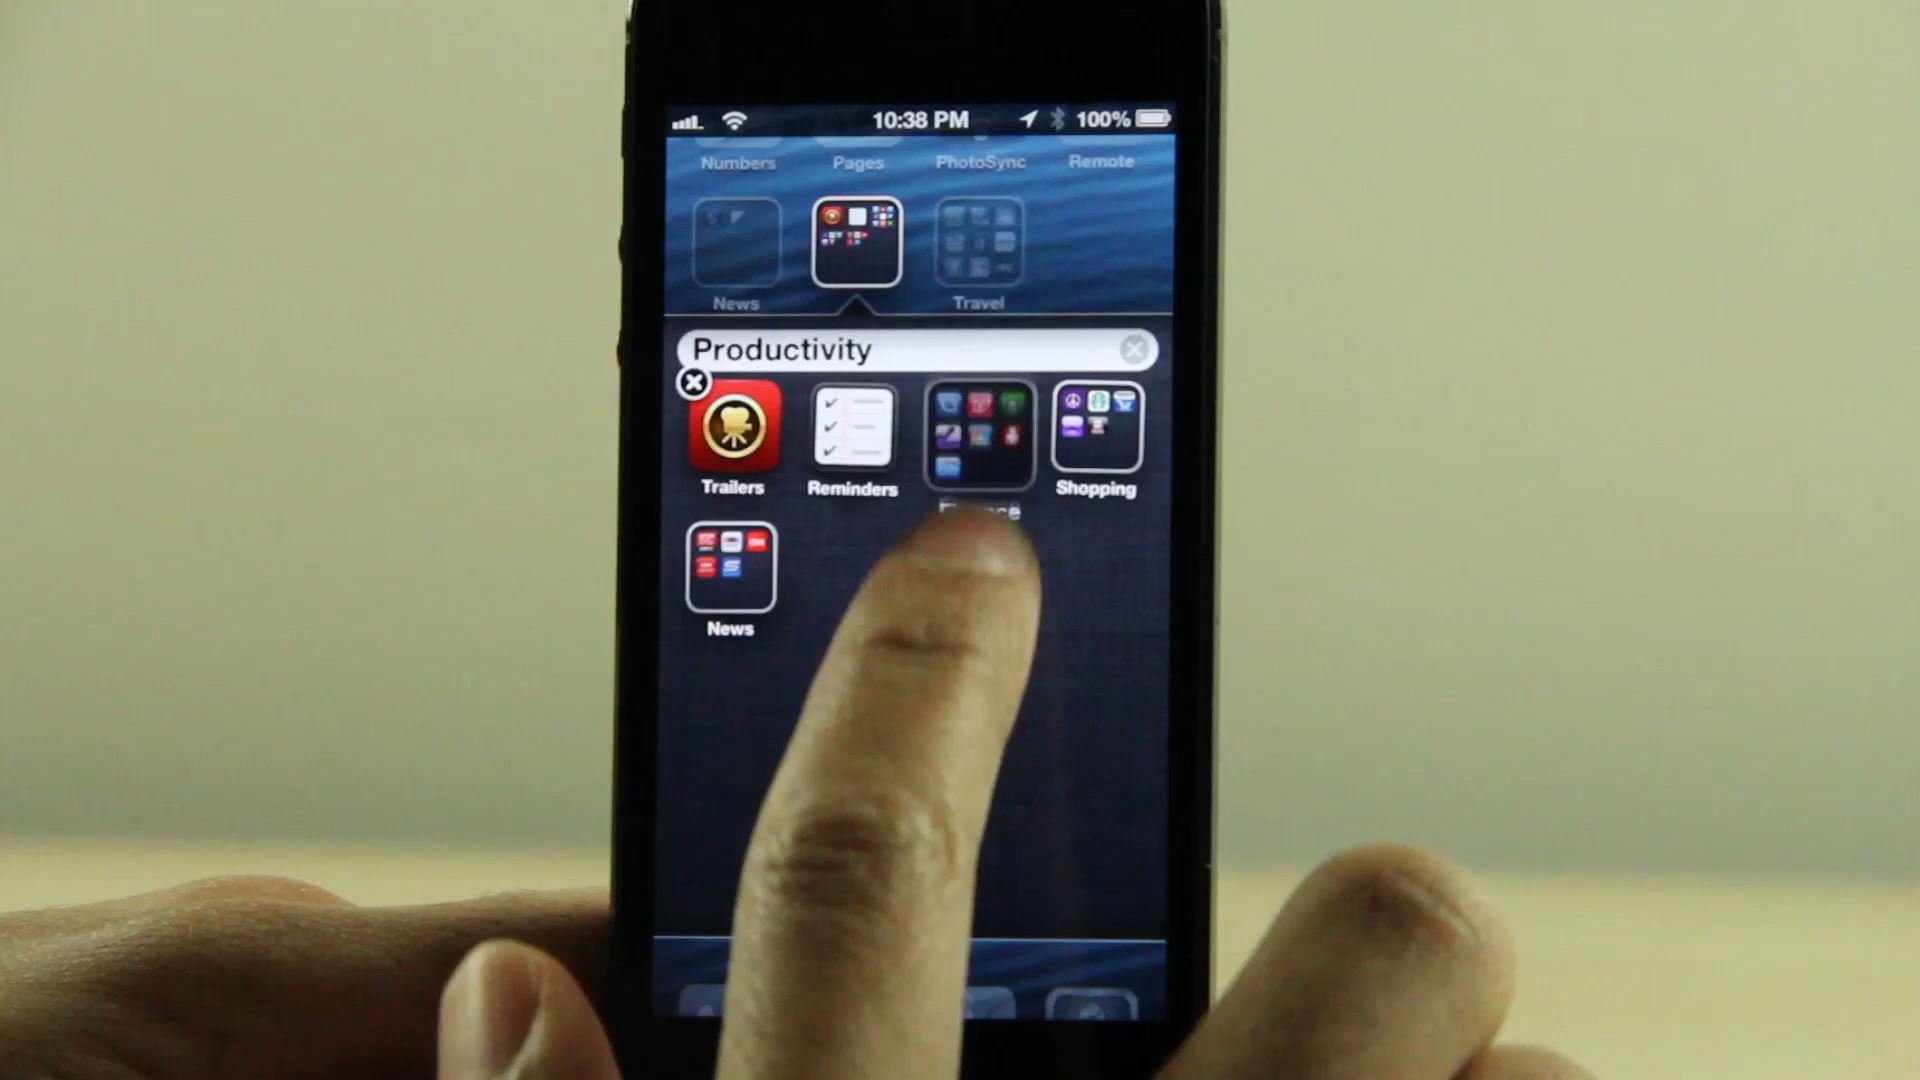 10:38 PM 100%
Numbers Pages PhotoSync Remote
News Travel
Productivity
Trailers Reminders Shopping
News